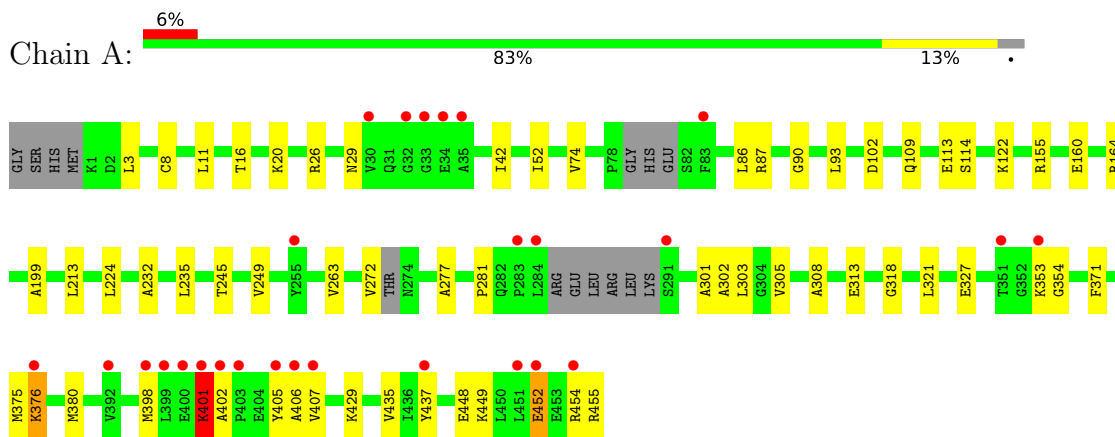 6%
Chain A:
83% 13% •
GLY SER HIS MET K1 D2 L3 C8 L11 T16 K20 R26 N29 V30 Q31 G32 G33 E34 A35 I42 I52 V74 P78 GLY HIS GLU S82 F83 L86 R87 G90 L93 D102 Q109 E113 S114 K122 R155 E160 R164
A199 L213 L224 A232 L235 T245 V249 Y255 V263 V272 THR N274 A277 P281 Q282 P283 L284 ARG GLU LEU ARG LEU LYS S291 A301 A302 L303 G304 V305 A308 E313 G318 L321 E327 T351 G352 K353 G354 F371
M375 K376 M380 V392 M398 L399 E400 K401 A402 P403 E404 Y405 A406 V407 K429 V435 I436 Y437 E448 K449 L450 L451 E452 E453 R454 R455